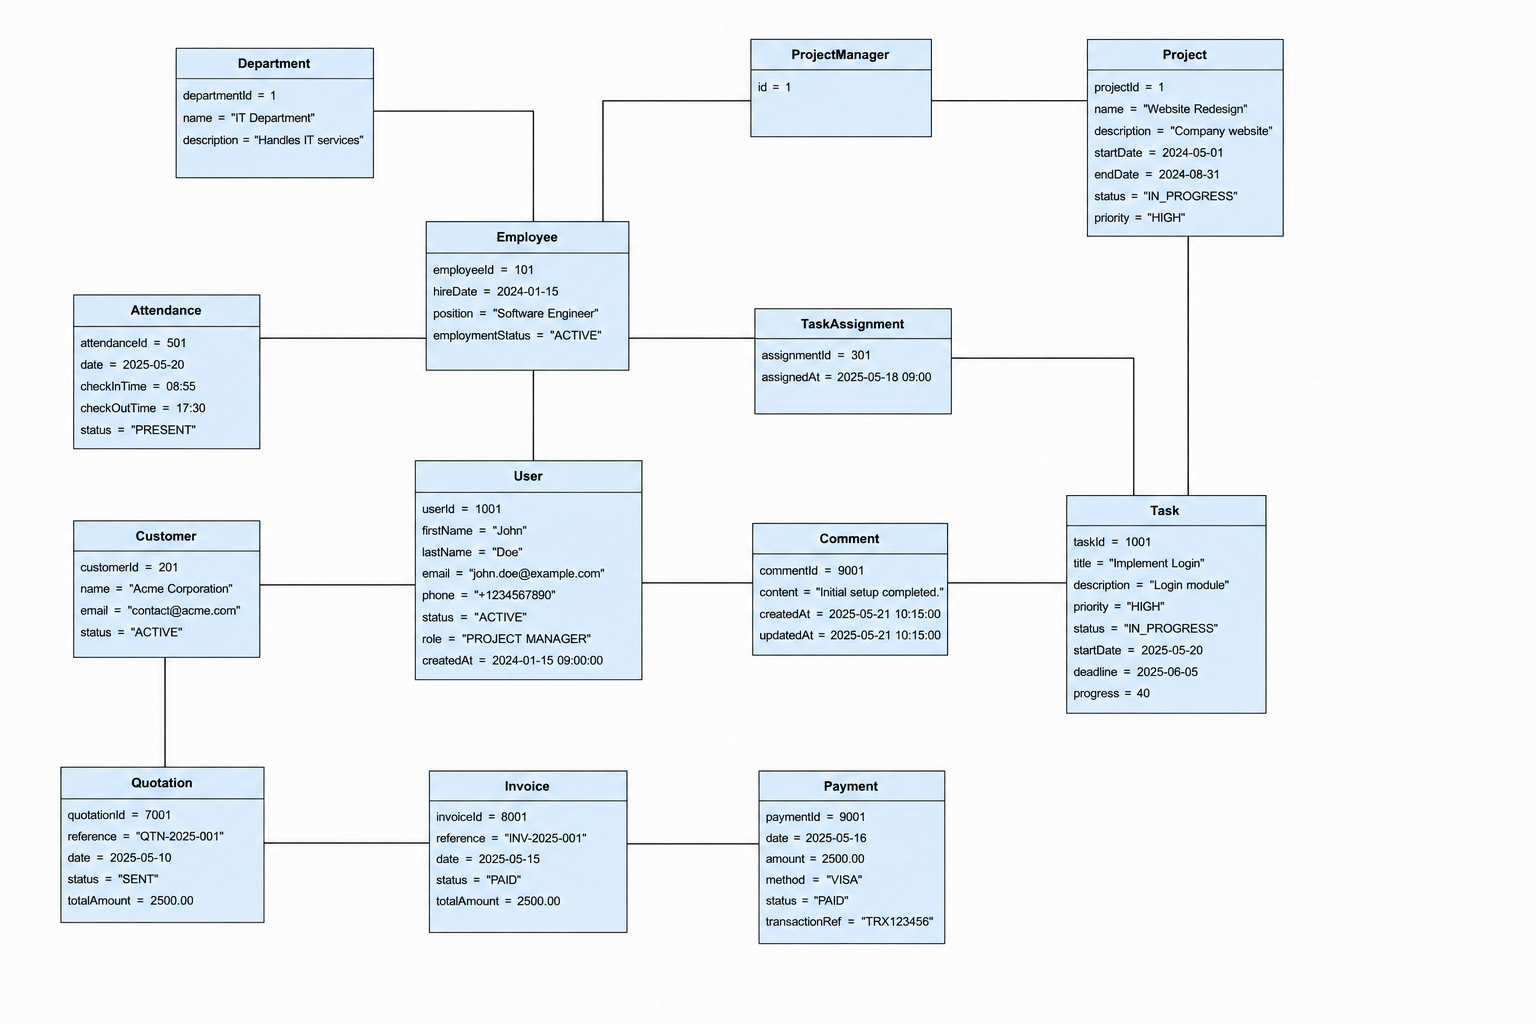 Department
departmentId = 1
name = "IT Department"
description = "Handles IT services"
ProjectManager
id = 1
Project
projectId = 1
name = "Website Redesign"
description = "Company website"
startDate = 2024-05-01
endDate = 2024-08-31
status = "IN_PROGRESS"
priority = "HIGH"
Employee
employeeId = 101
hireDate = 2024-01-15
position = "Software Engineer"
employmentStatus = "ACTIVE"
Attendance
attendanceId = 501
date = 2025-05-20
checkInTime = 08:55
checkOutTime = 17:30
status = "PRESENT"
TaskAssignment
assignmentId = 301
assignedAt = 2025-05-18 09:00
User
userId = 1001
firstName = "John"
lastName = "Doe"
email = "john.doe@example.com"
phone = "+1234567890"
status = "ACTIVE"
role = "PROJECT MANAGER"
createdAt = 2024-01-15 09:00:00
Customer
customerId = 201
name = "Acme Corporation"
email = "contact@acme.com"
status = "ACTIVE"
Comment
commentId = 9001
content = "Initial setup completed."
createdAt = 2025-05-21 10:15:00
updatedAt = 2025-05-21 10:15:00
Task
taskId = 1001
title = "Implement Login"
description = "Login module"
priority = "HIGH"
status = "IN_PROGRESS"
startDate = 2025-05-20
deadline = 2025-06-05
progress = 40
Quotation
quotationId = 7001
reference = "QTN-2025-001"
date = 2025-05-10
status = "SENT"
totalAmount = 2500.00
Invoice
invoiceId = 8001
reference = "INV-2025-001"
date = 2025-05-15
status = "PAID"
totalAmount = 2500.00
Payment
paymentId = 9001
date = 2025-05-16
amount = 2500.00
method = "VISA"
status = "PAID"
transactionRef = "TRX123456"